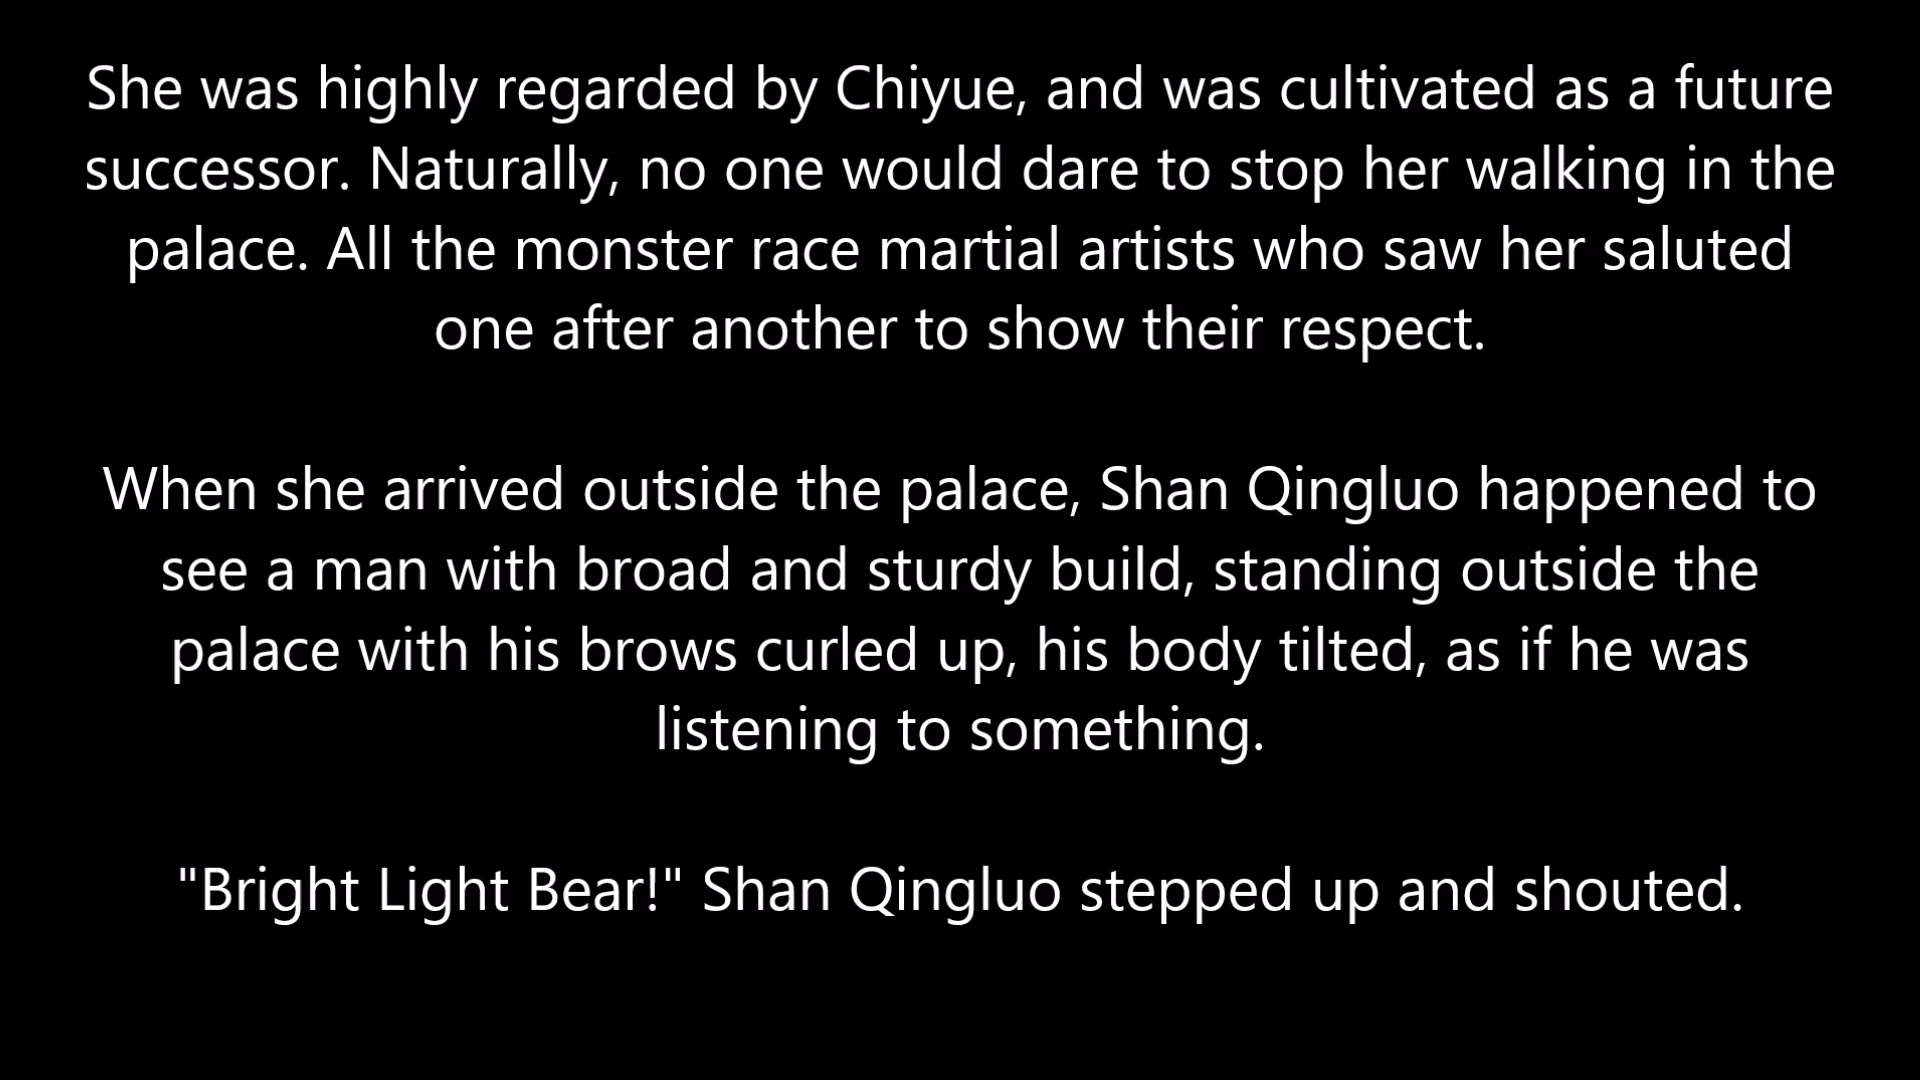 She was highly regarded by Chiyue, and was cultivated as a future
successor. Naturally, no one would dare to stop her walking in the
palace. All the monster race martial artists who saw her saluted
one after another to show their respect.
When she arrived outside the palace, Shan Qingluo happened to
see a man with broad and sturdy build, standing outside the
palace with his brows curled up, his body tilted, as if he was
listening to something.
"Bright Light Bear!" Shan Qingluo stepped up and shouted.